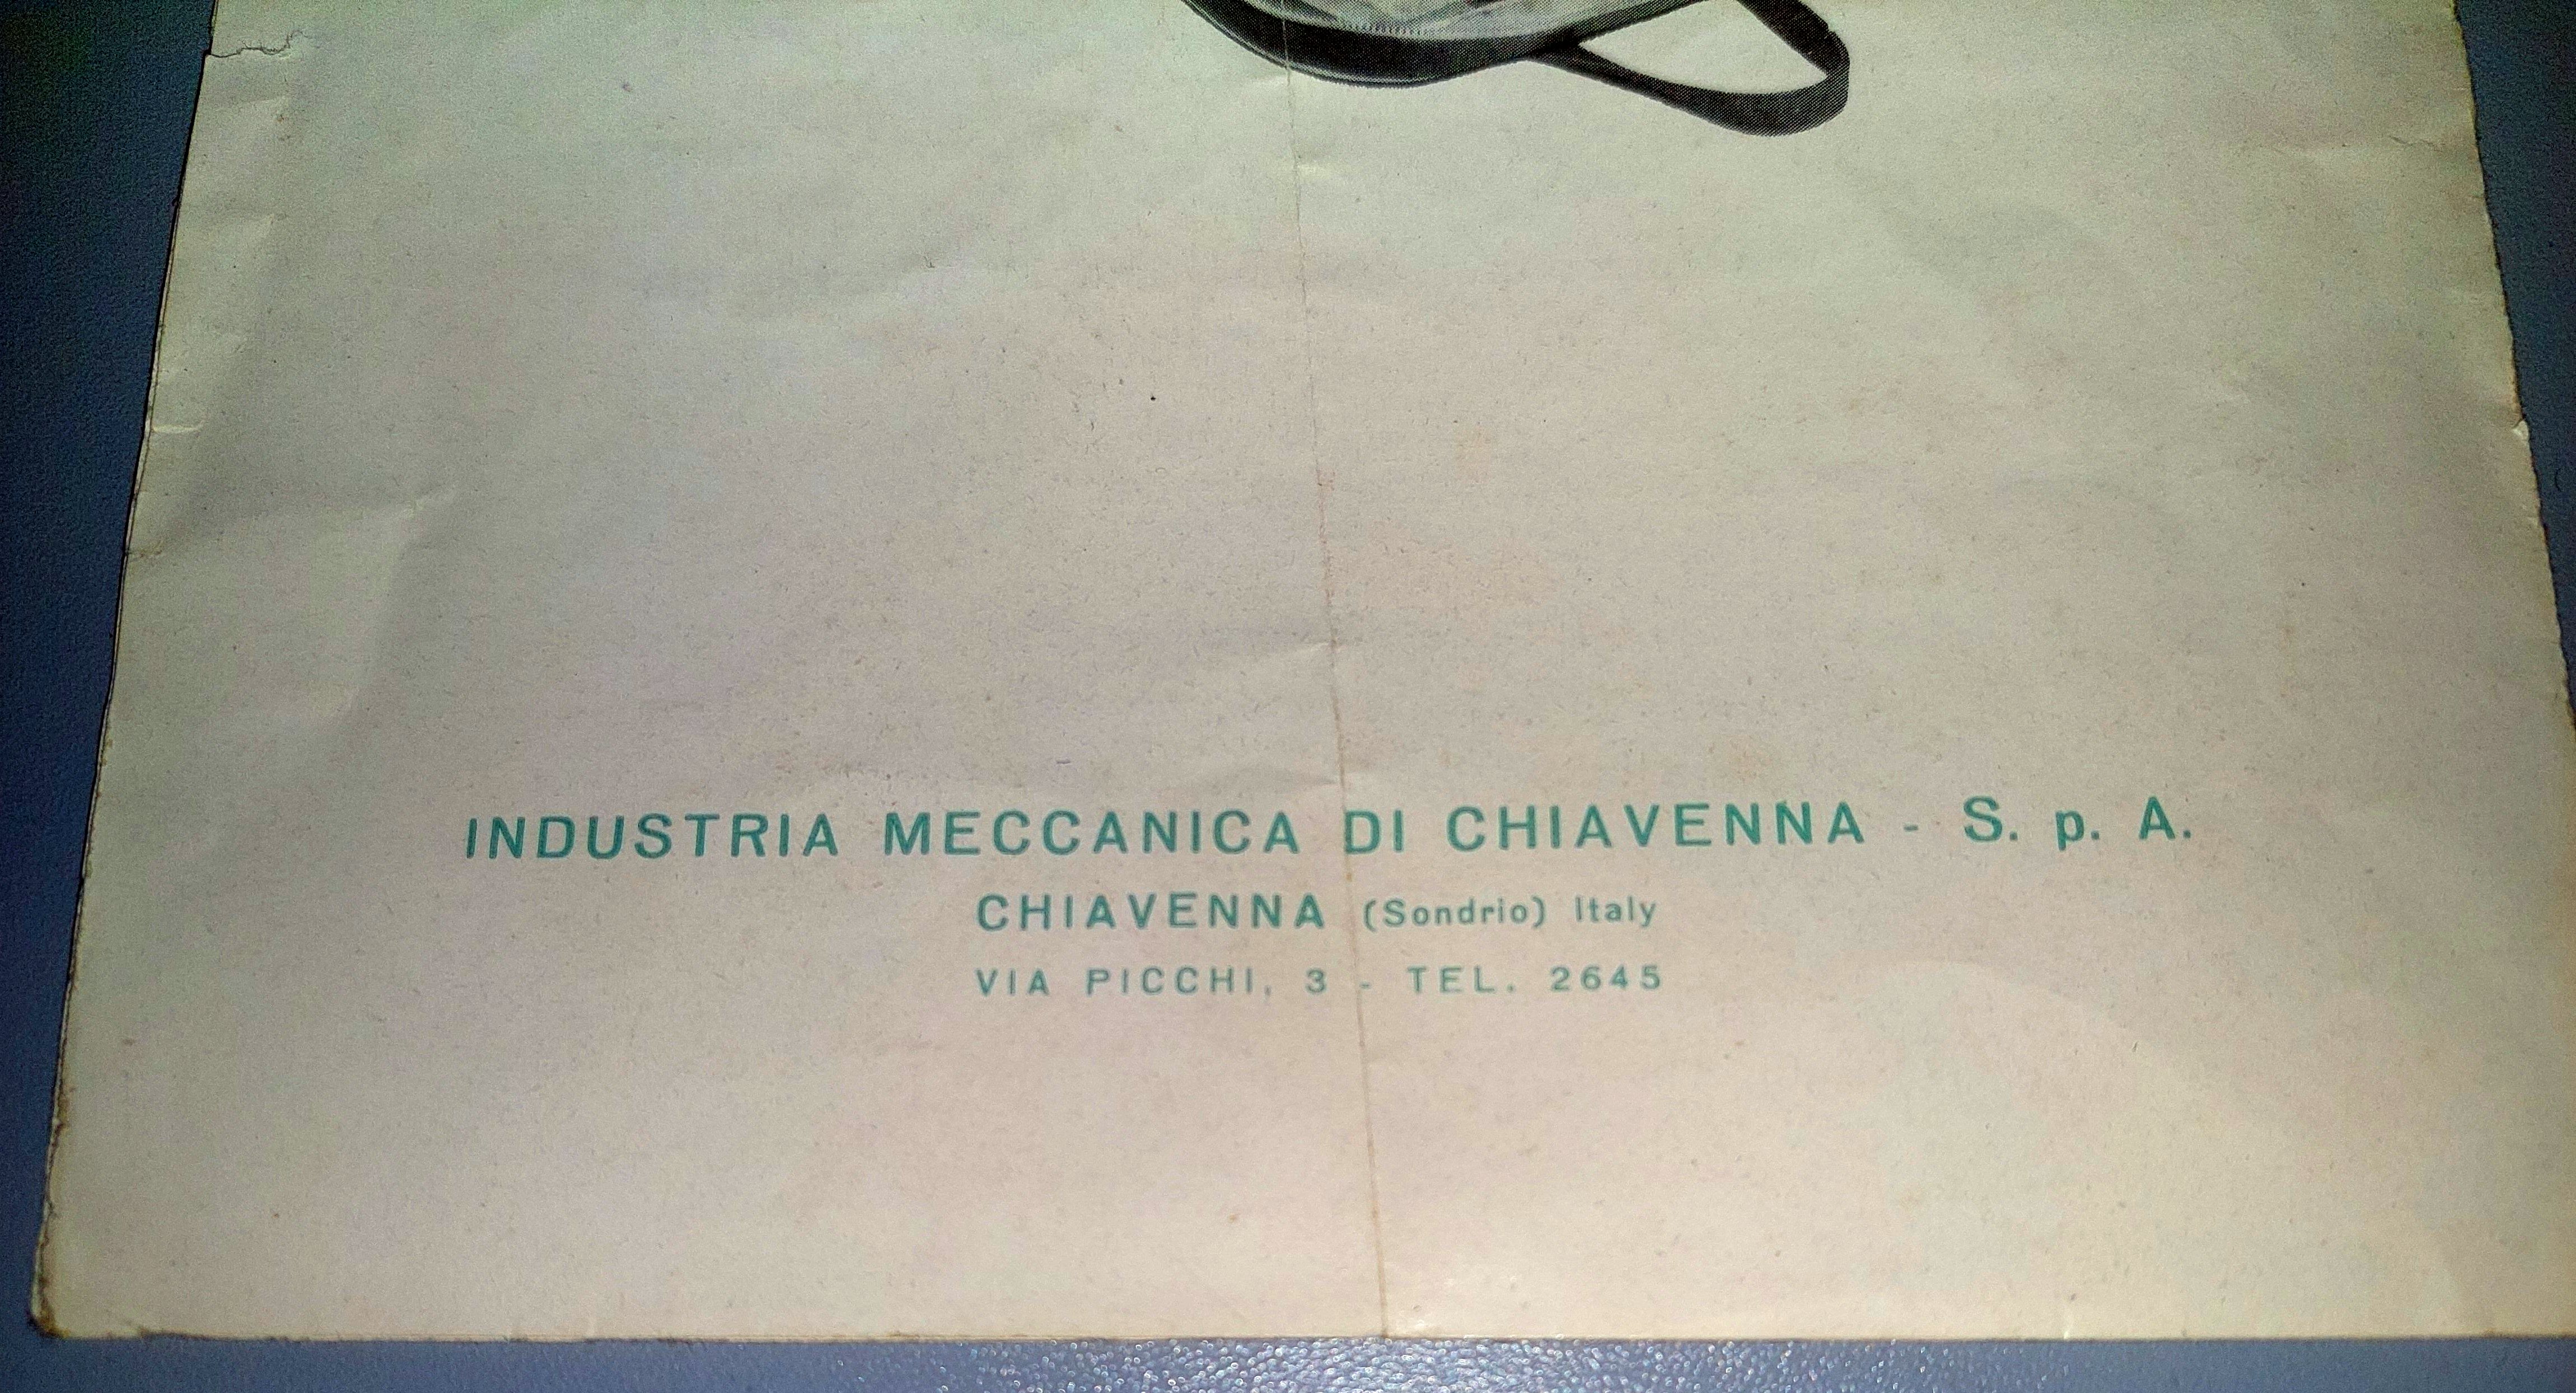 INDUSTRIA MECCANICA DI CHIAVENNA - S. p. A.
CHIAVENNA (Sondrio) Italy
VIA PICCHI, 3 - TEL. 2645